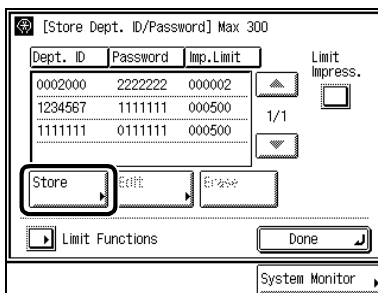 [Store Dept. ID/Password] Max 300
Dept. ID Password Imp.Limit
Limit Impress.
0002000 2222222 000002
1234567 1111111 000500
1111111 0111111 000500
1/1
Store Edit Erase
Limit Functions
Done
System Monitor